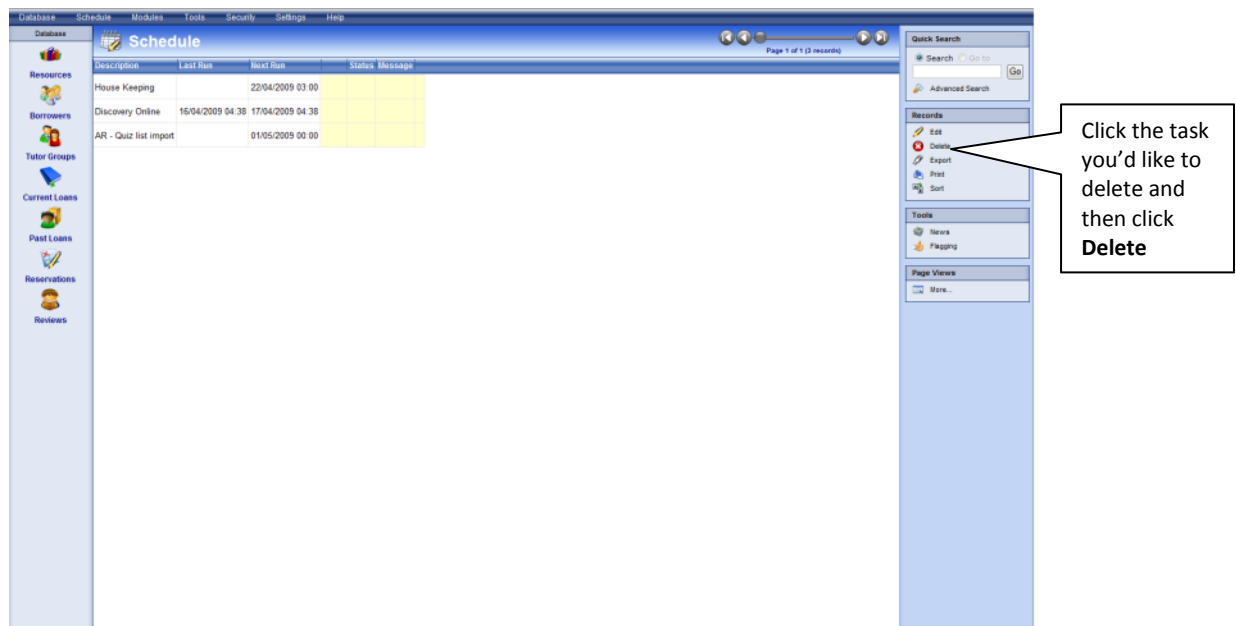 Database Schedule Modules Tools Security Settings Help
Database
Resources
Borrowers
Tutor Groups
Current Loans
Past Loans
Reservations
Reviews
Schedule
Page 1 of 1 (3 records)
Description Last Run Next Run Status Message
House Keeping 22/04/2009 03:00
Discovery Online 16/04/2009 04:38 17/04/2009 04:38
AR - Quiz list import 01/05/2009 00:00
Quick Search
Search Go to
Go
Advanced Search
Records
Edit
Delete
Export
Print
Sort
Tools
News
Flagging
Page Views
More...
Click the task
you’d like to
delete and
then click
Delete